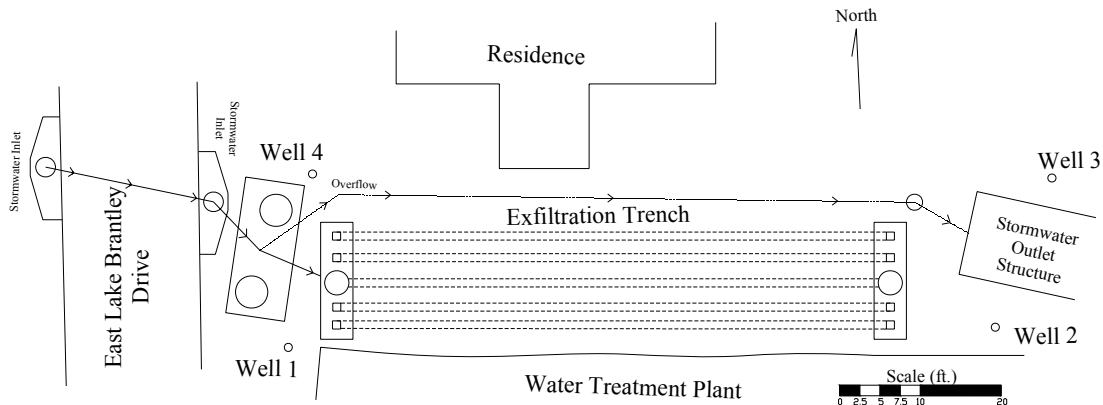 North
Residence
Stormwater Inlet
Stormwater
Inlet
Well 4
Well 3
Overflow
Exfiltration Trench
Stormwater
Outlet
Structure
East Lake Brantley
Drive
Well 2
Well 1
Water Treatment Plant
Scale (ft.)
0 2.5 5 7.5 10 20